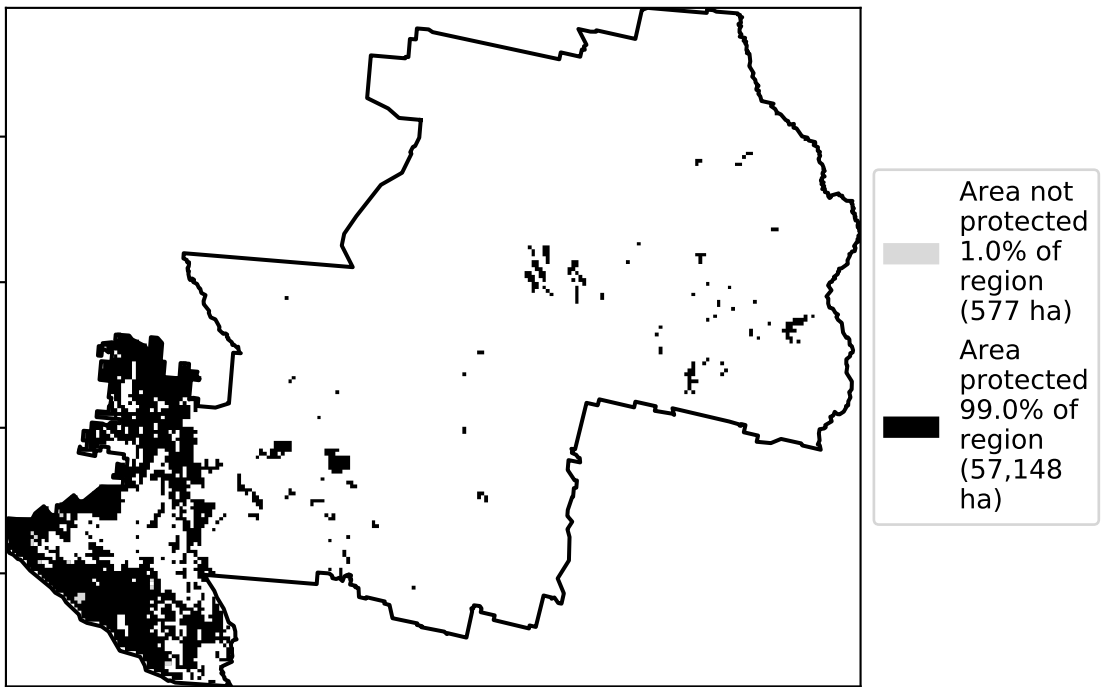 Area not
protected
1.0% of
region
(577 ha)
Area
protected
99.0% of
region
(57,148
ha)